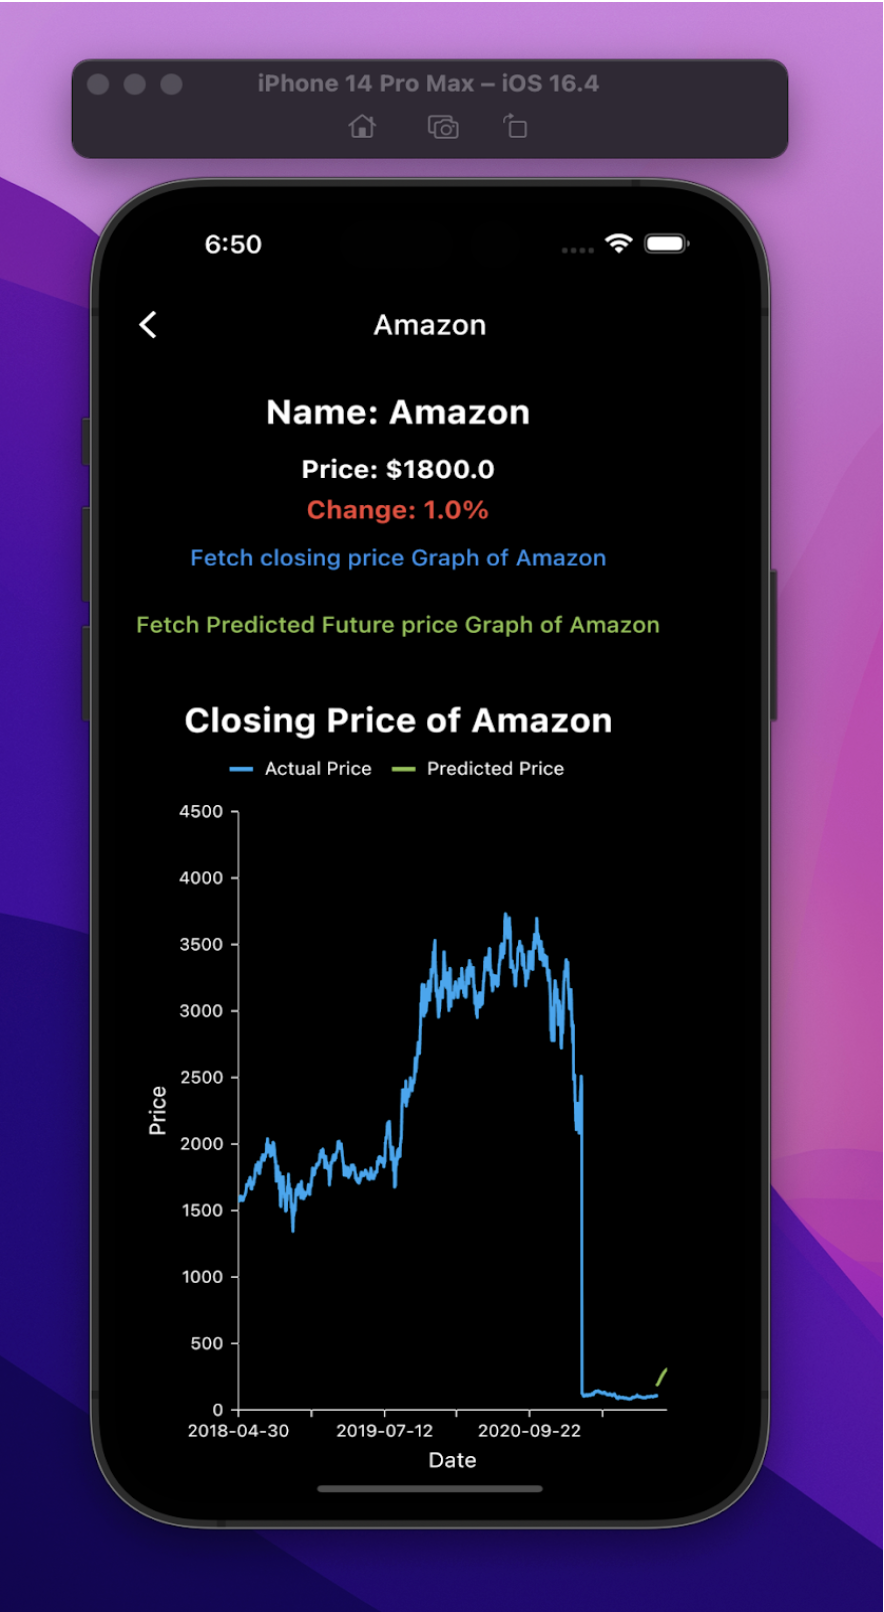 iPhone 14 Pro Max – iOS 16.4
6:50
Amazon
Name: Amazon
Price: $1800.0
Change: 1.0%
Fetch closing price Graph of Amazon
Fetch Predicted Future price Graph of Amazon
Closing Price of Amazon
Actual Price Predicted Price
4500
4000
3500
3000
2500
Price
2000
1500
1000
500
0
2018-04-30 2019-07-12 2020-09-22
Date